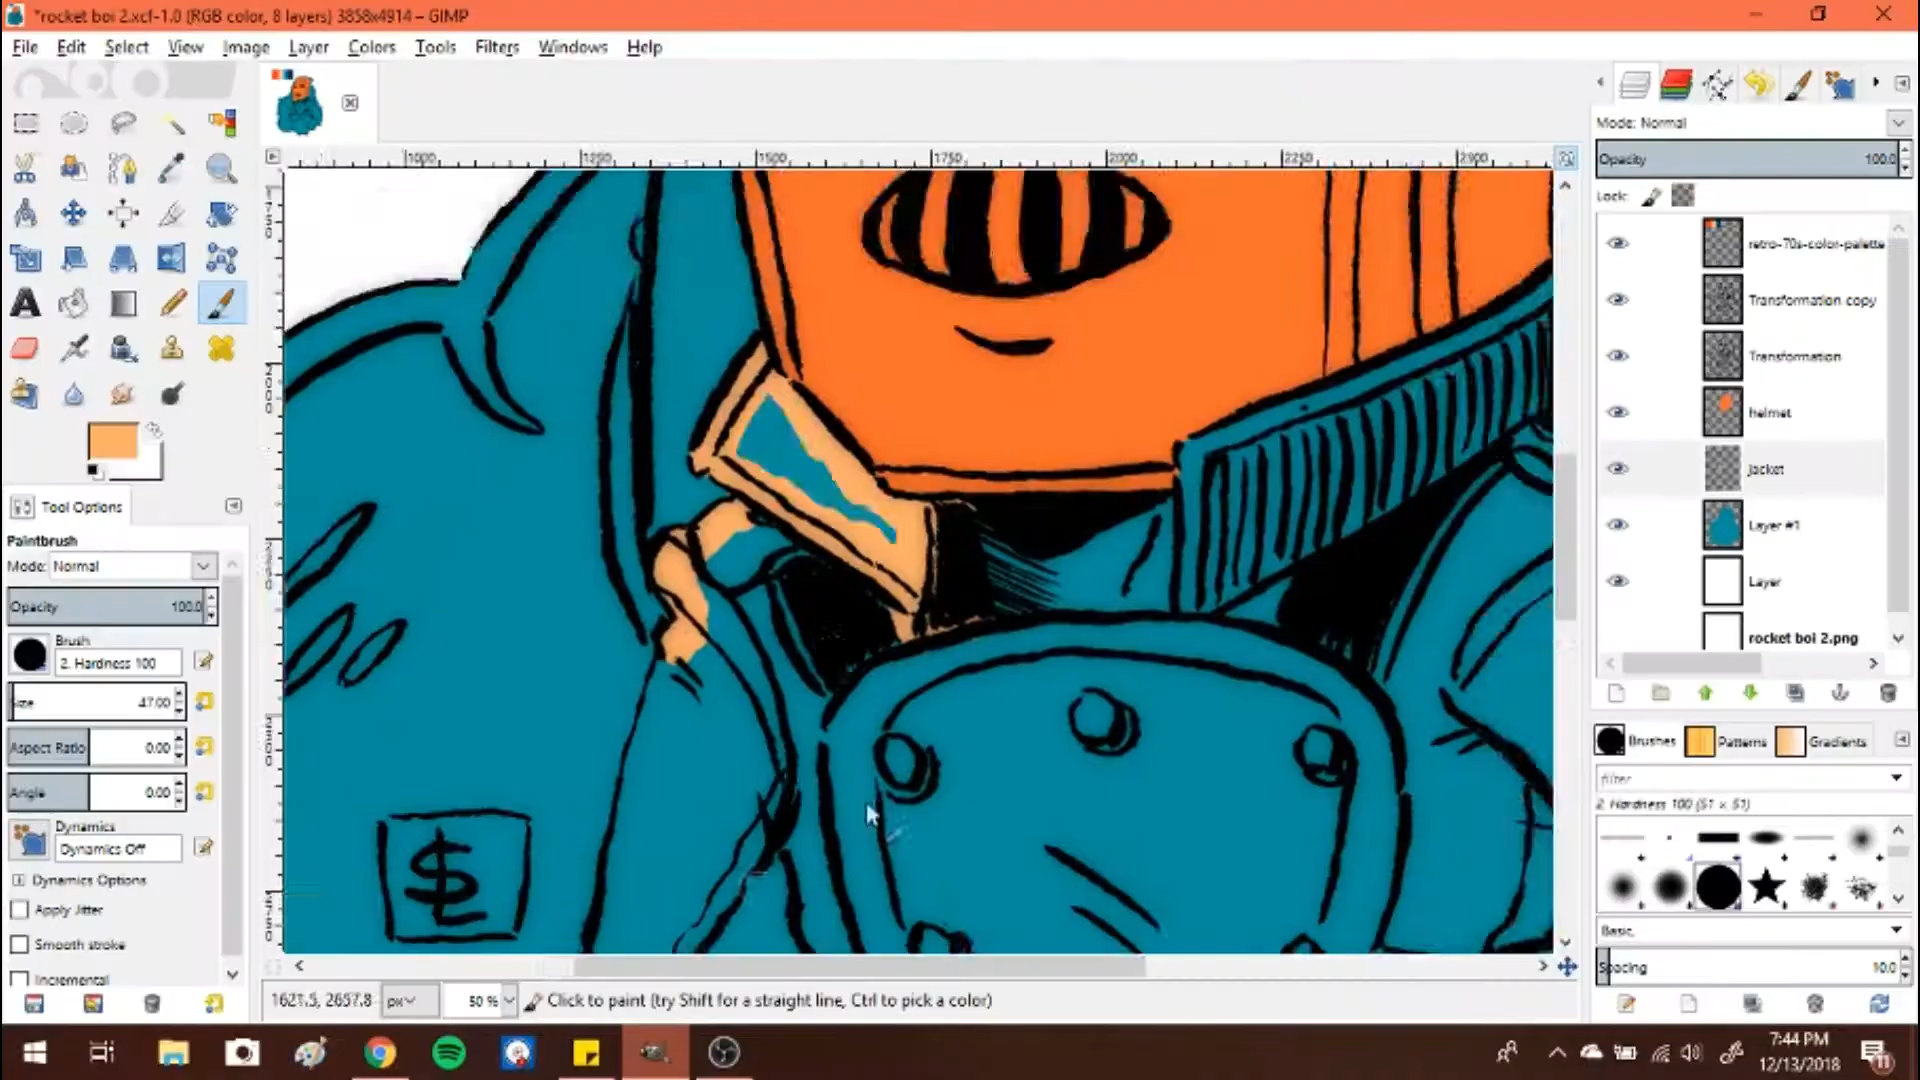 *rocket boi 2.xcf-1.0 (RGB color, 8 layers) 3858x4914 – GIMP
File Edit Select View Image Layer Colors Tools Filters Windows Help
Mode: Normal
1000 1250 1500 1750 2000 2250
Opacity 100.0
Lock:
retro-70s-color-palette
Transformation copy
Transformation
helmet
jacket
Layer #1
Layer
rocket boi 2.png
Tool Options
Paintbrush
Mode: Normal
Opacity 100.0
Brush
2. Hardness 100
Size 47.00
Aspect Ratio 0.00
Angle 0.00
Dynamics
Dynamics Off
Dynamics Options
Apply Jitter
Smooth stroke
Incremental
Brushes Patterns Gradients
filter
2. Hardness 100 (51 × 51)
Basic,
Spacing 10.0
1621.5, 2657.8 px 50 % Click to paint (try Shift for a straight line, Ctrl to pick a color)
7:44 PM
12/13/2018
11